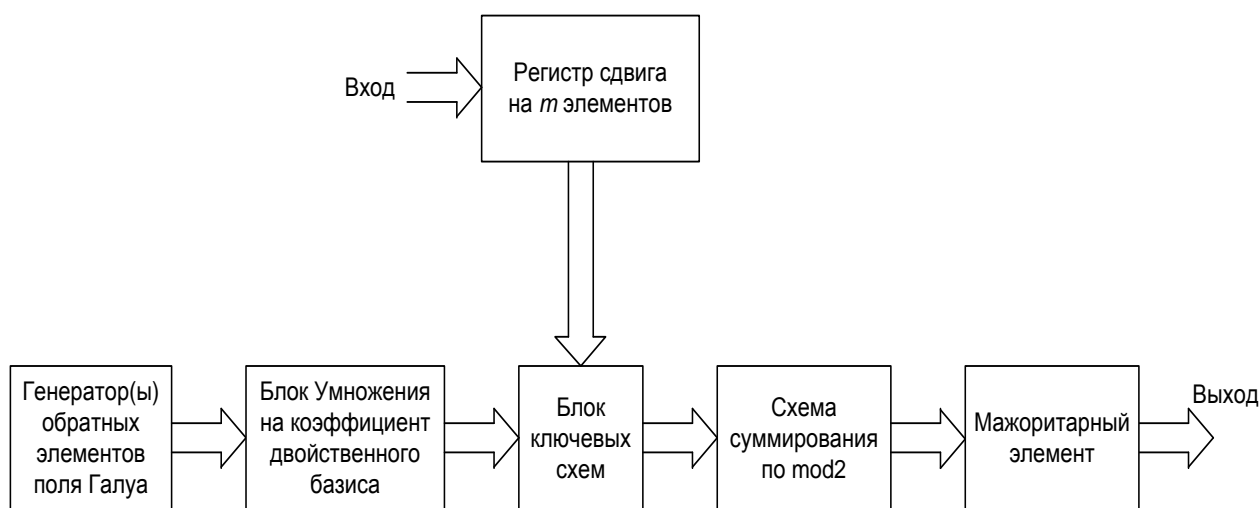 Вход
Регистр сдвига
на m элементов
Генератор(ы)
обратных
элементов
поля Галуа
Блок Умножения
на коэффициент
двойственного
базиса
Блок
ключевых
схем
Схема
суммирования
по mod2
Мажоритарный
элемент
Выход